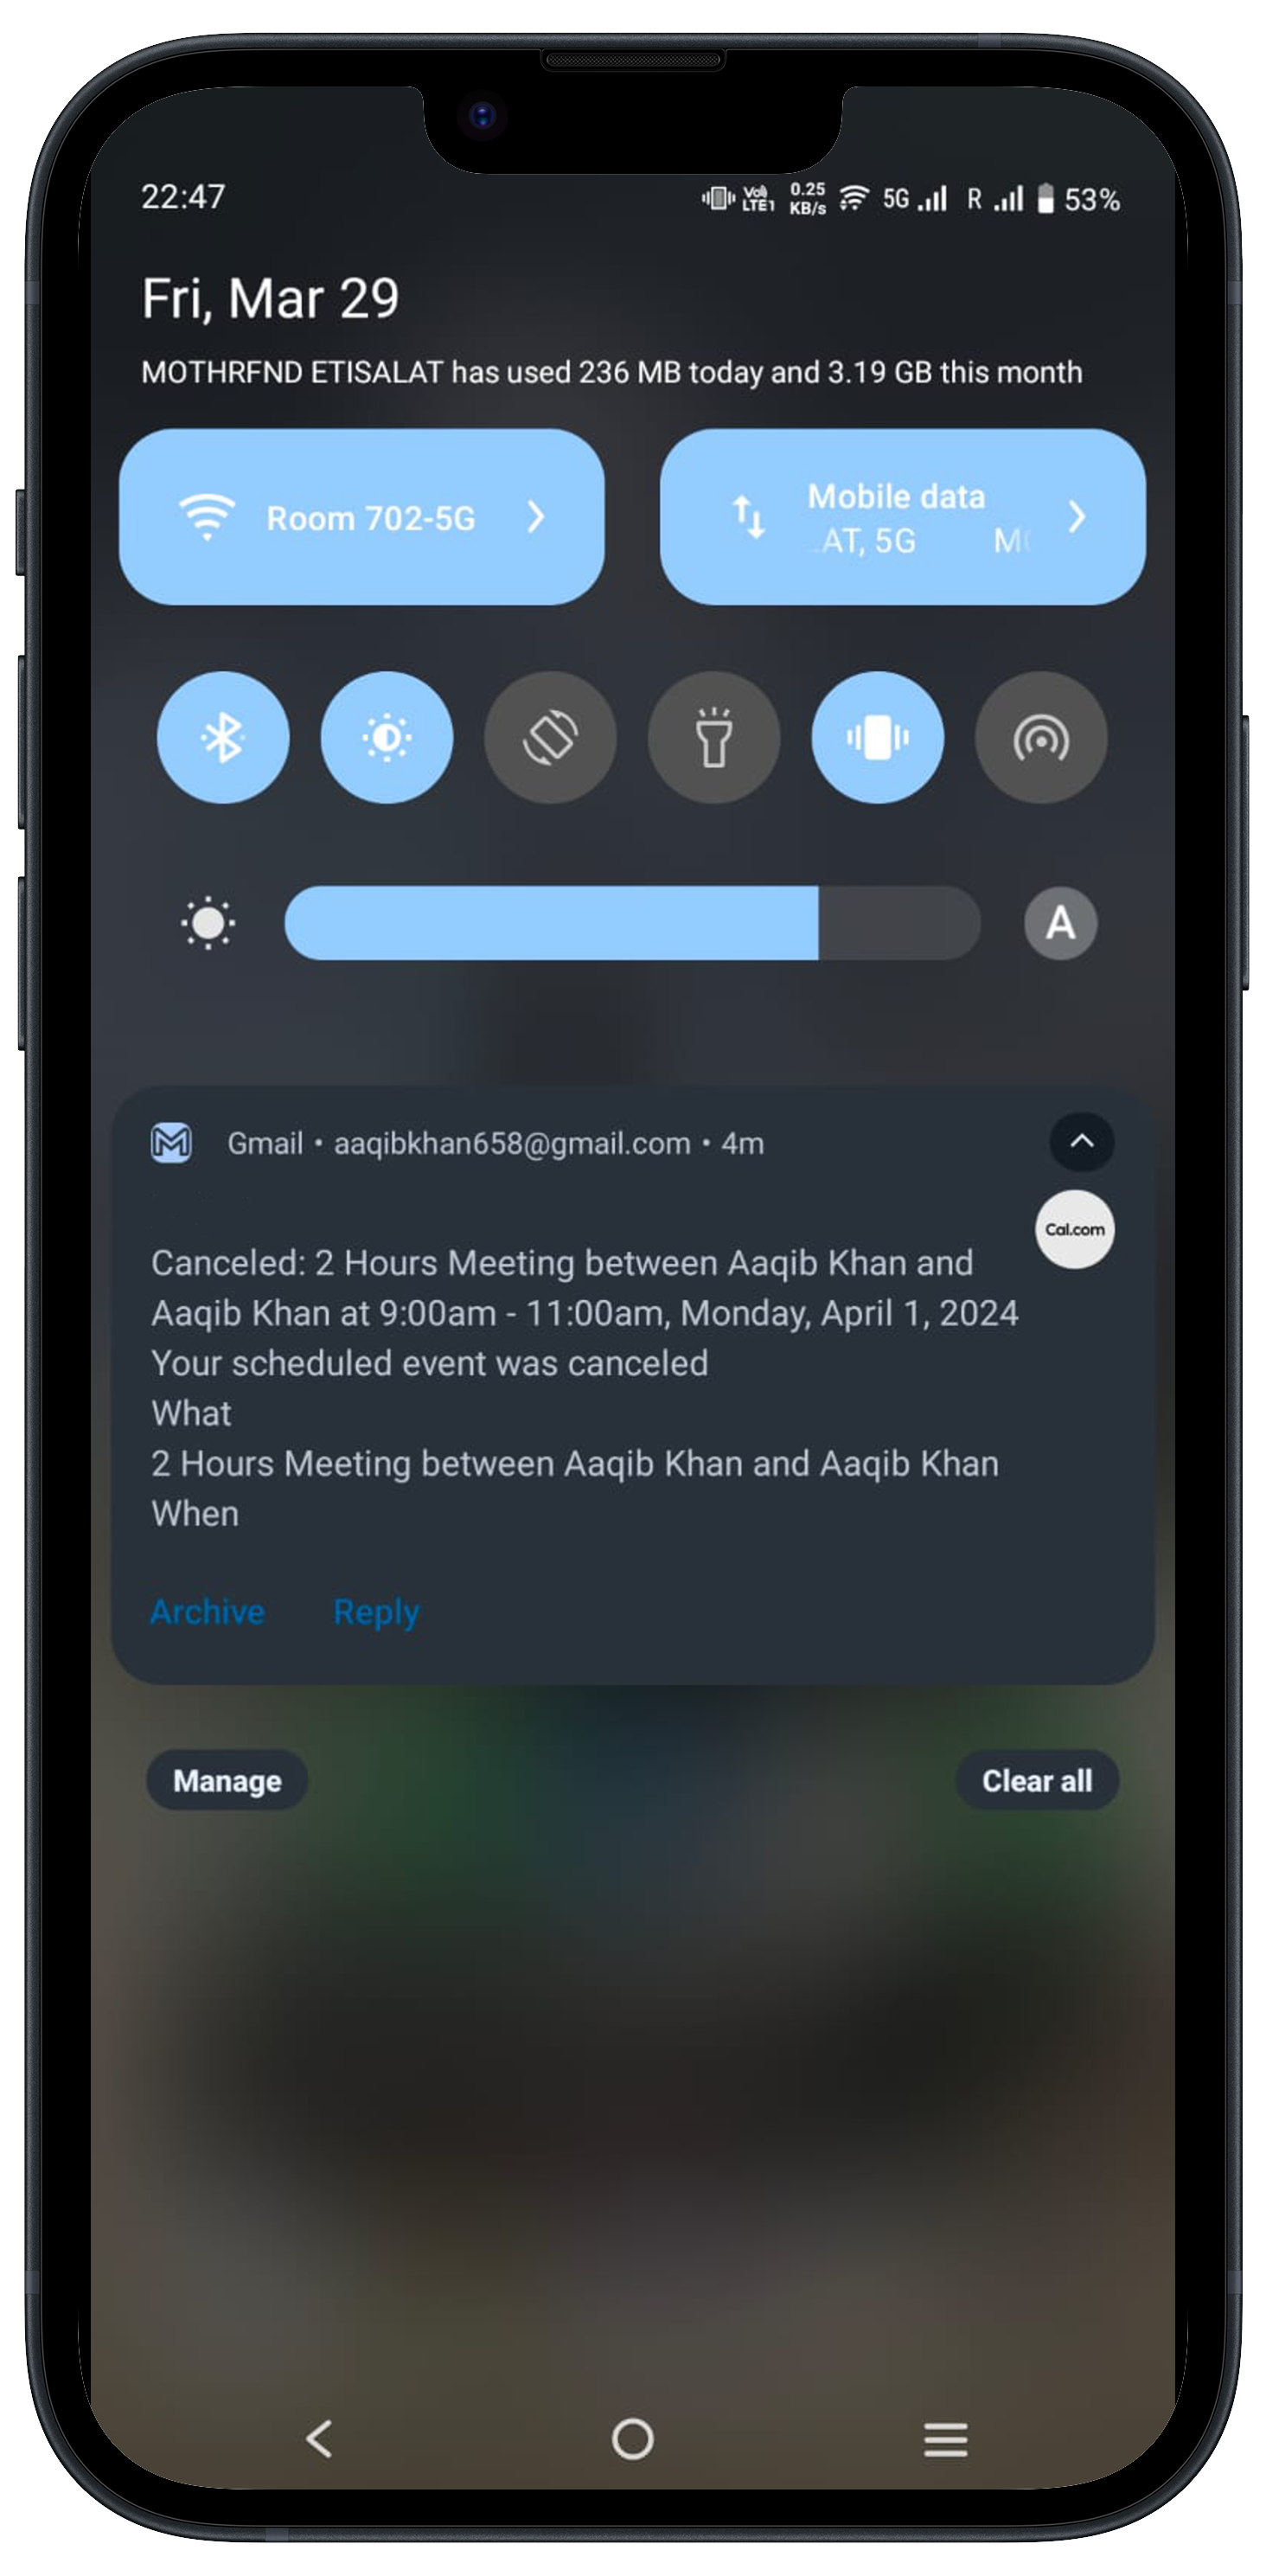 22:47 Vo) LTE1 0.25 KB/s 5G R 53%
Fri, Mar 29
MOTHRFND ETISALAT has used 236 MB today and 3.19 GB this month
Room 702-5G
Mobile data
...AT, 5G M
Gmail • aaqibkhan658@gmail.com • 4m
Cal.com
Canceled: 2 Hours Meeting between Aaqib Khan and
Aaqib Khan at 9:00am - 11:00am, Monday, April 1, 2024
Your scheduled event was canceled
What
2 Hours Meeting between Aaqib Khan and Aaqib Khan
When
Archive Reply
Manage Clear all